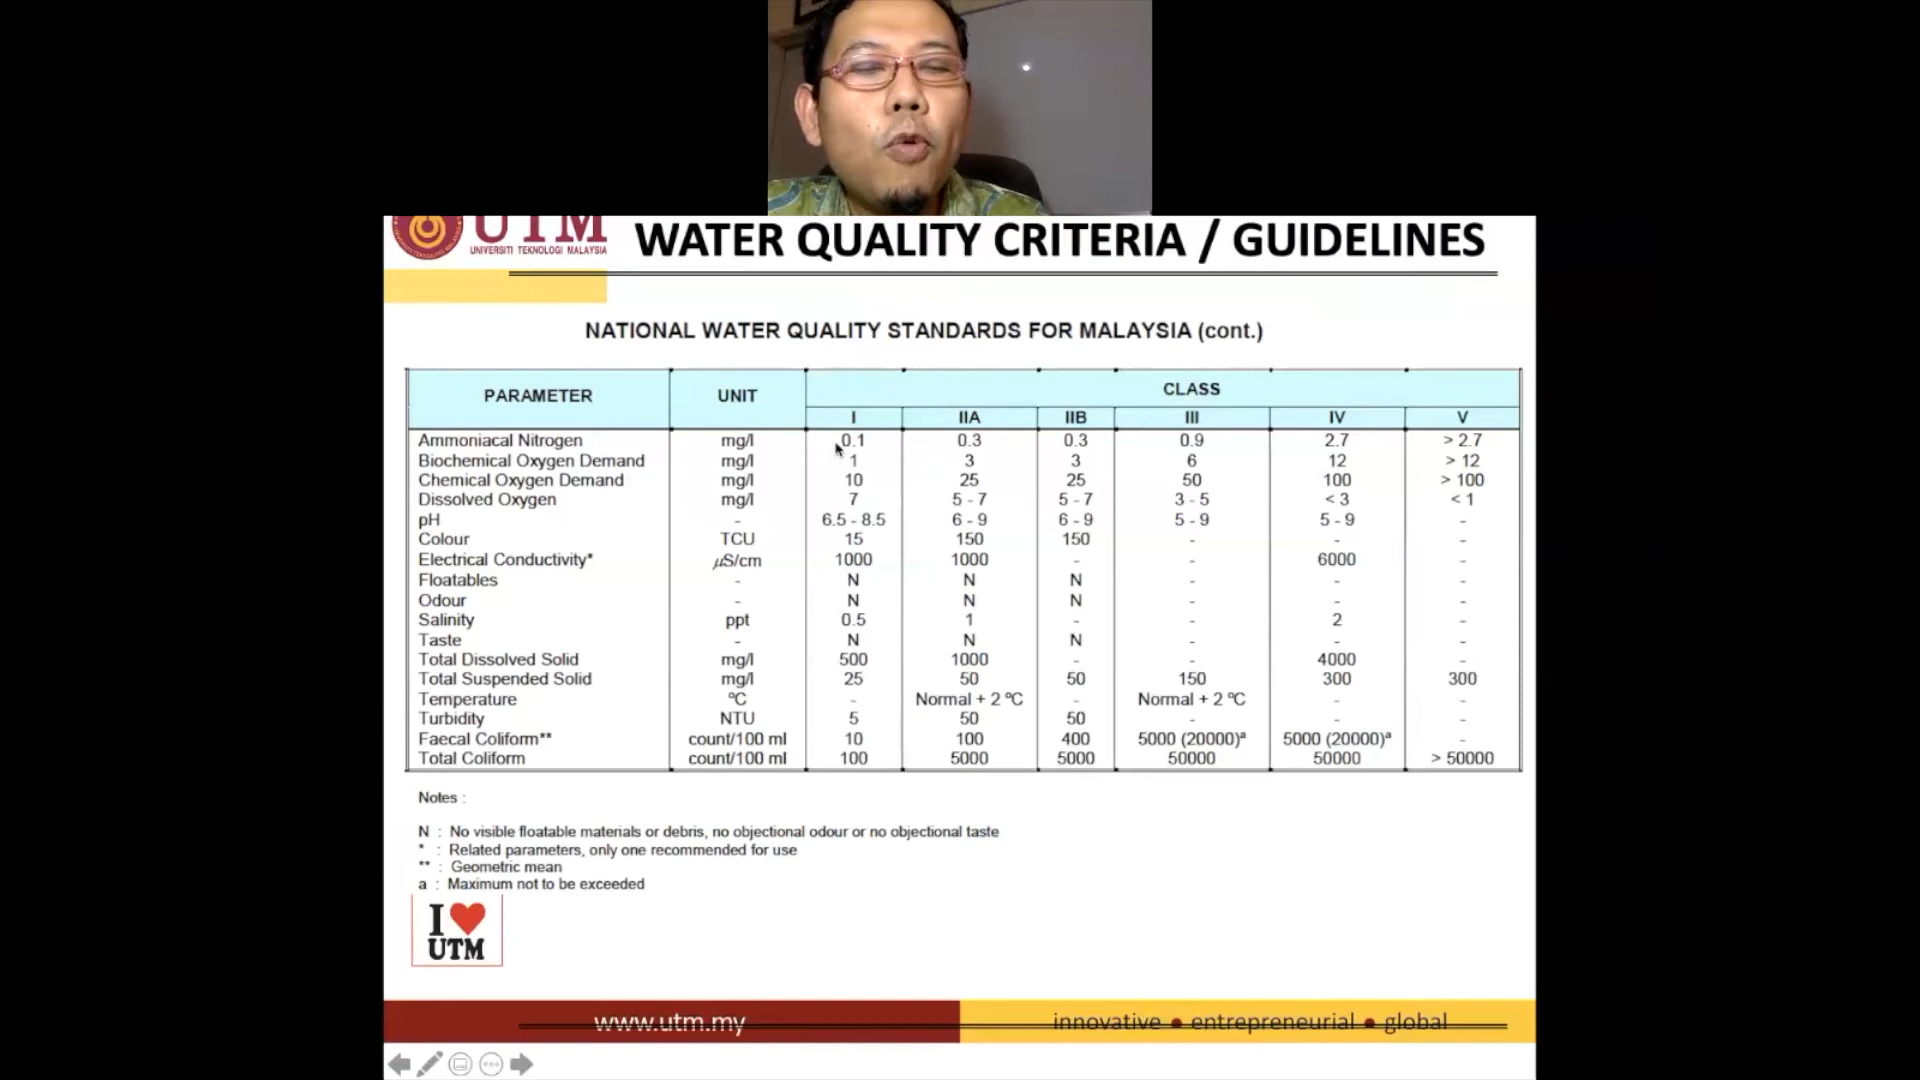 UTM
UNIVERSITI TEKNOLOGI MALAYSIA
WATER QUALITY CRITERIA / GUIDELINES
NATIONAL WATER QUALITY STANDARDS FOR MALAYSIA (cont.)
PARAMETER UNIT CLASS
I IIA IIB III IV V
Ammoniacal Nitrogen mg/l 0.1 0.3 0.3 0.9 2.7 > 2.7
Biochemical Oxygen Demand mg/l 1 3 3 6 12 > 12
Chemical Oxygen Demand mg/l 10 25 25 50 100 > 100
Dissolved Oxygen mg/l 7 5 - 7 5 - 7 3 - 5 < 3 < 1
pH - 6.5 - 8.5 6 - 9 6 - 9 5 - 9 5 - 9 -
Colour TCU 15 150 150 - - -
Electrical Conductivity* µS/cm 1000 1000 - - 6000 -
Floatables - N N N - - -
Odour - N N N - - -
Salinity ppt 0.5 1 - - 2 -
Taste - N N N - - -
Total Dissolved Solid mg/l 500 1000 - - 4000 -
Total Suspended Solid mg/l 25 50 50 150 300 300
Temperature ºC - Normal + 2 ºC - Normal + 2 ºC - -
Turbidity NTU 5 50 50 - - -
Faecal Coliform** count/100 ml 10 100 400 5000 (20000)ª 5000 (20000)ª -
Total Coliform count/100 ml 100 5000 5000 50000 50000 > 50000
Notes :
N : No visible floatable materials or debris, no objectional odour or no objectional taste
* : Related parameters, only one recommended for use
** : Geometric mean
a : Maximum not to be exceeded
I ♥
UTM
www.utm.my
innovative ● entrepreneurial ● global